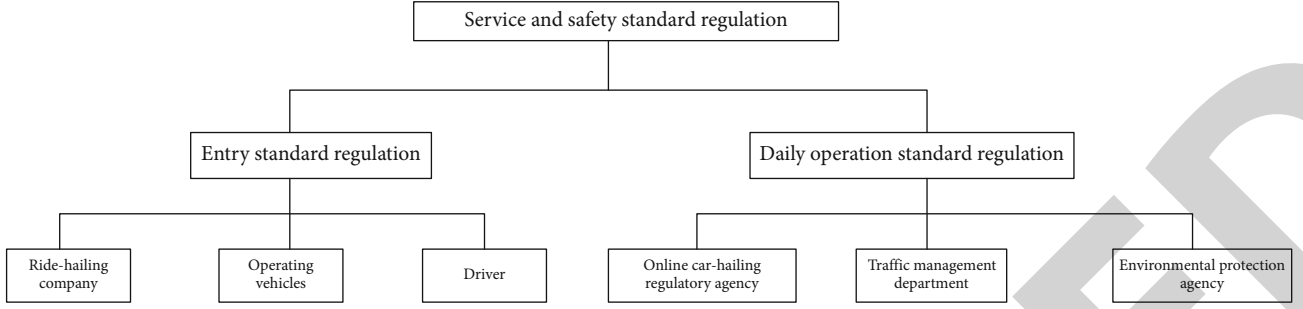 Service and safety standard regulation
Entry standard regulation
Daily operation standard regulation
Ride-hailing
company
Operating
vehicles
Driver
Online car-hailing
regulatory agency
Traffic management
department
Environmental protection
agency